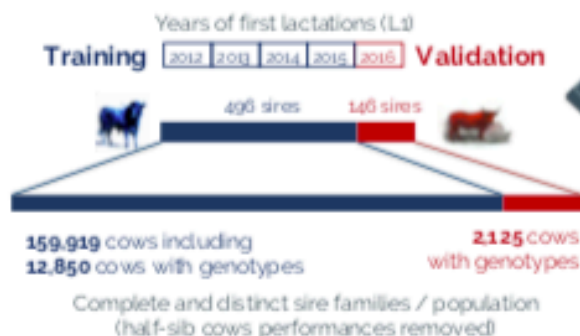 Years of first lactations (L1)
Training 2012 2013 2014 2015 2016 Validation
496 sires 146 sires
159,919 cows including
12,850 cows with genotypes
2,125 cows
with genotypes
Complete and distinct sire families / population
(half-sib cows performances removed)